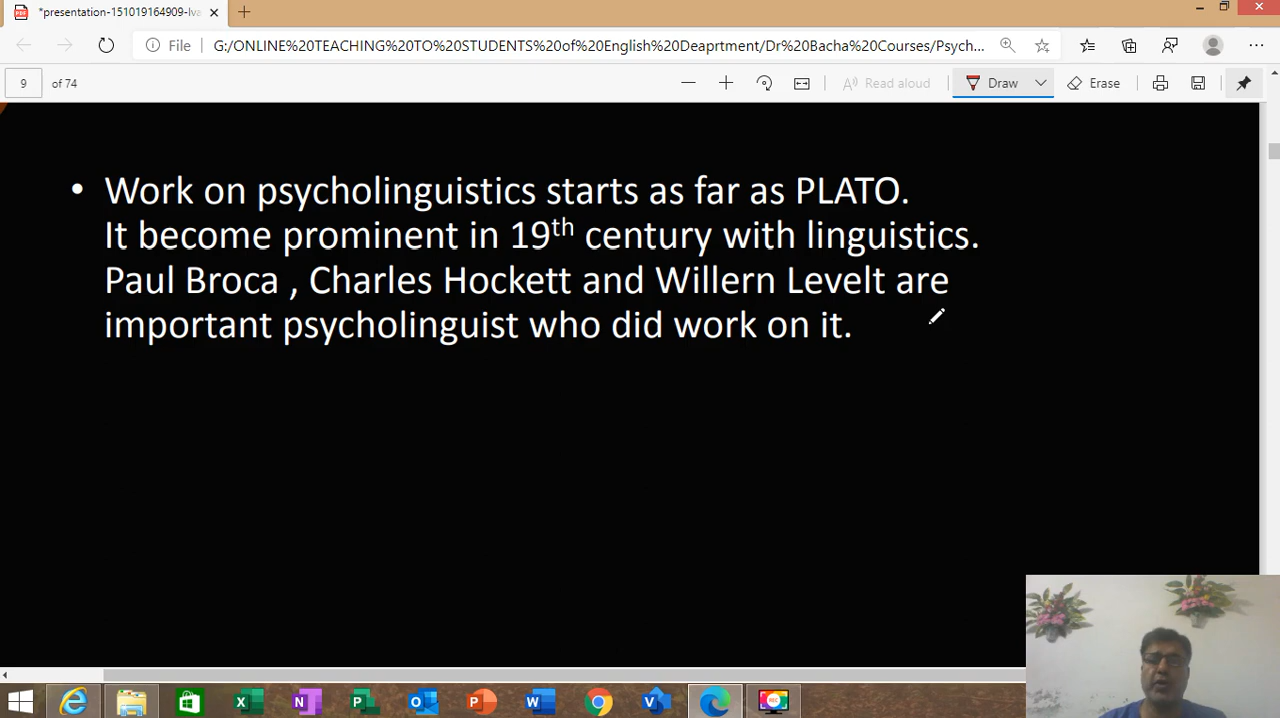 *presentation-151019164909-lva
File
G:/ONLINE%20TEACHING%20TO%20STUDENTS%20of%20English%20Deaprtment/Dr%20Bacha%20Courses/Psych...
9 of 74
Read aloud
Draw
Erase
• Work on psycholinguistics starts as far as PLATO.
It become prominent in 19th century with linguistics.
Paul Broca , Charles Hockett and Willern Levelt are
important psycholinguist who did work on it.